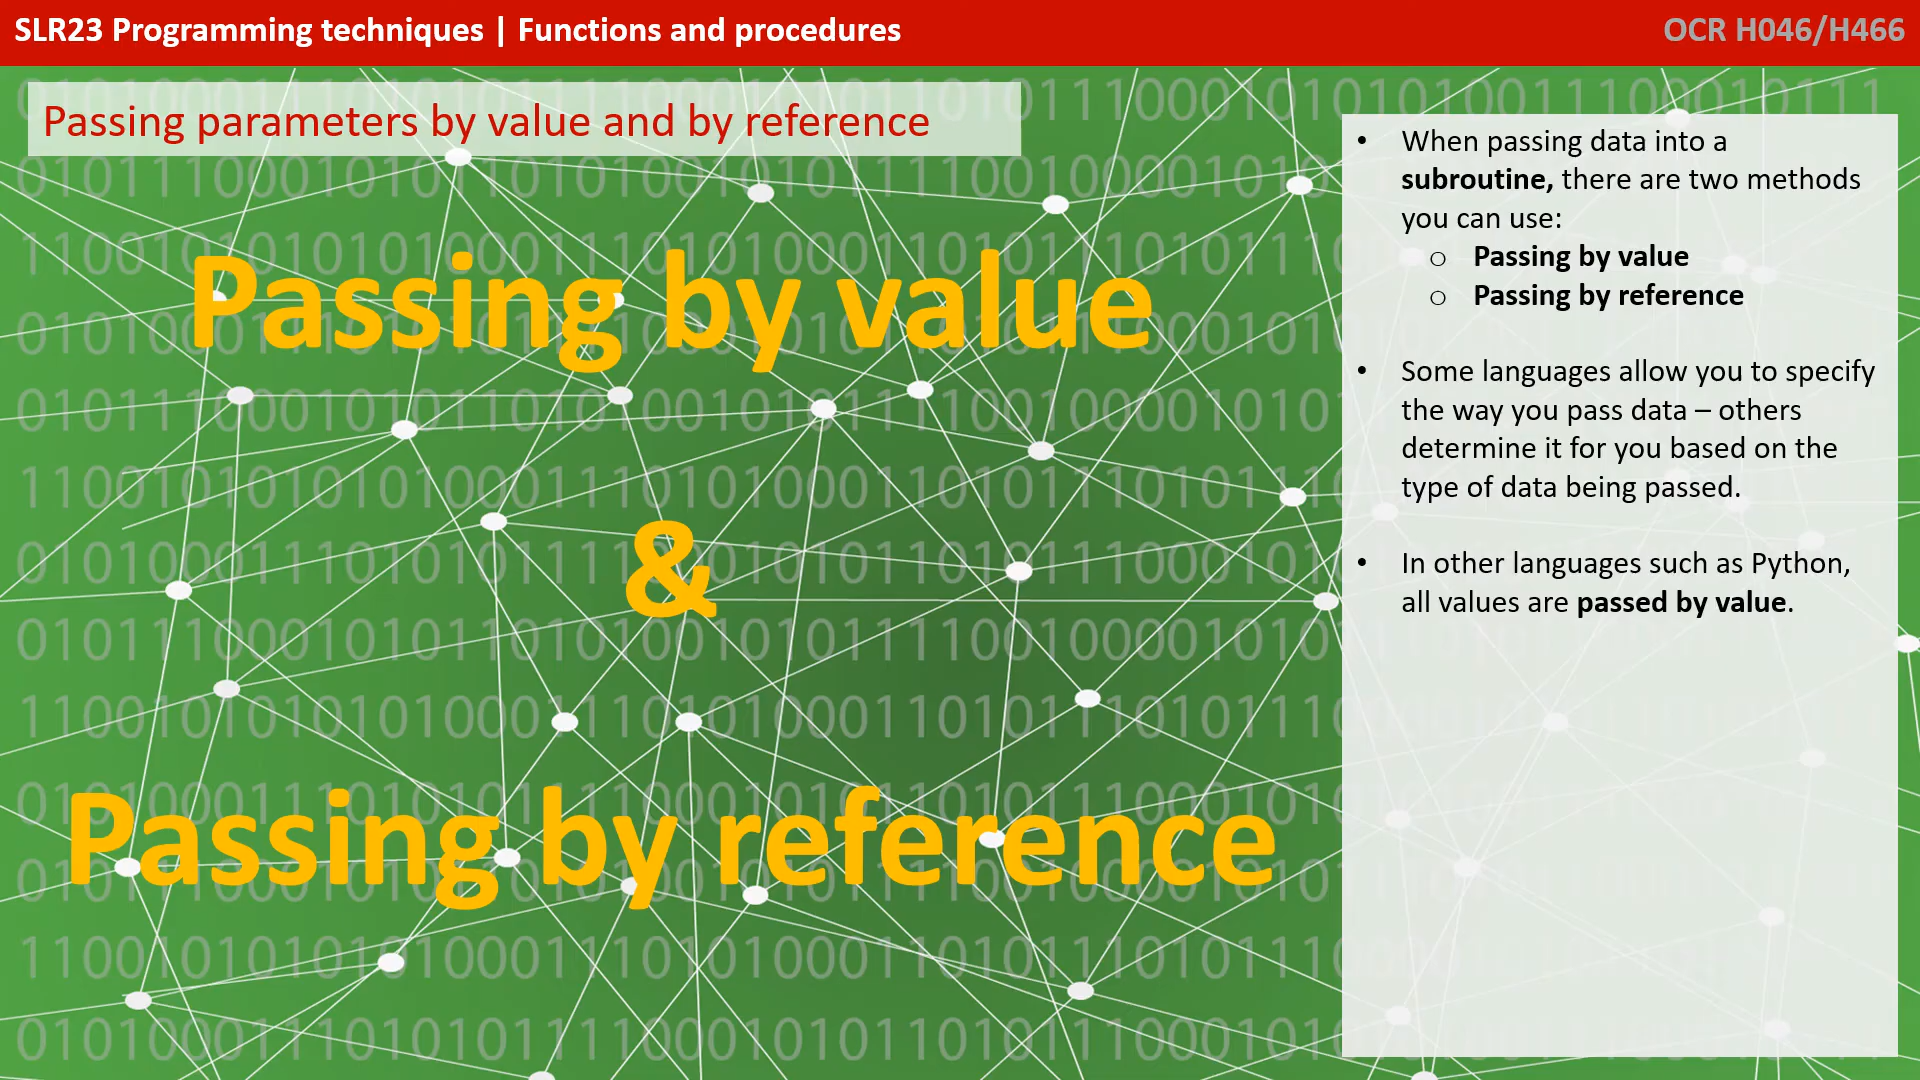 SLR23 Programming techniques | Functions and procedures
OCR H046/H466
Passing parameters by value and by reference
Passing by value
&
Passing by reference
• When passing data into a
subroutine, there are two methods
you can use:
○ Passing by value
○ Passing by reference
• Some languages allow you to specify
the way you pass data – others
determine it for you based on the
type of data being passed.
• In other languages such as Python,
all values are passed by value.